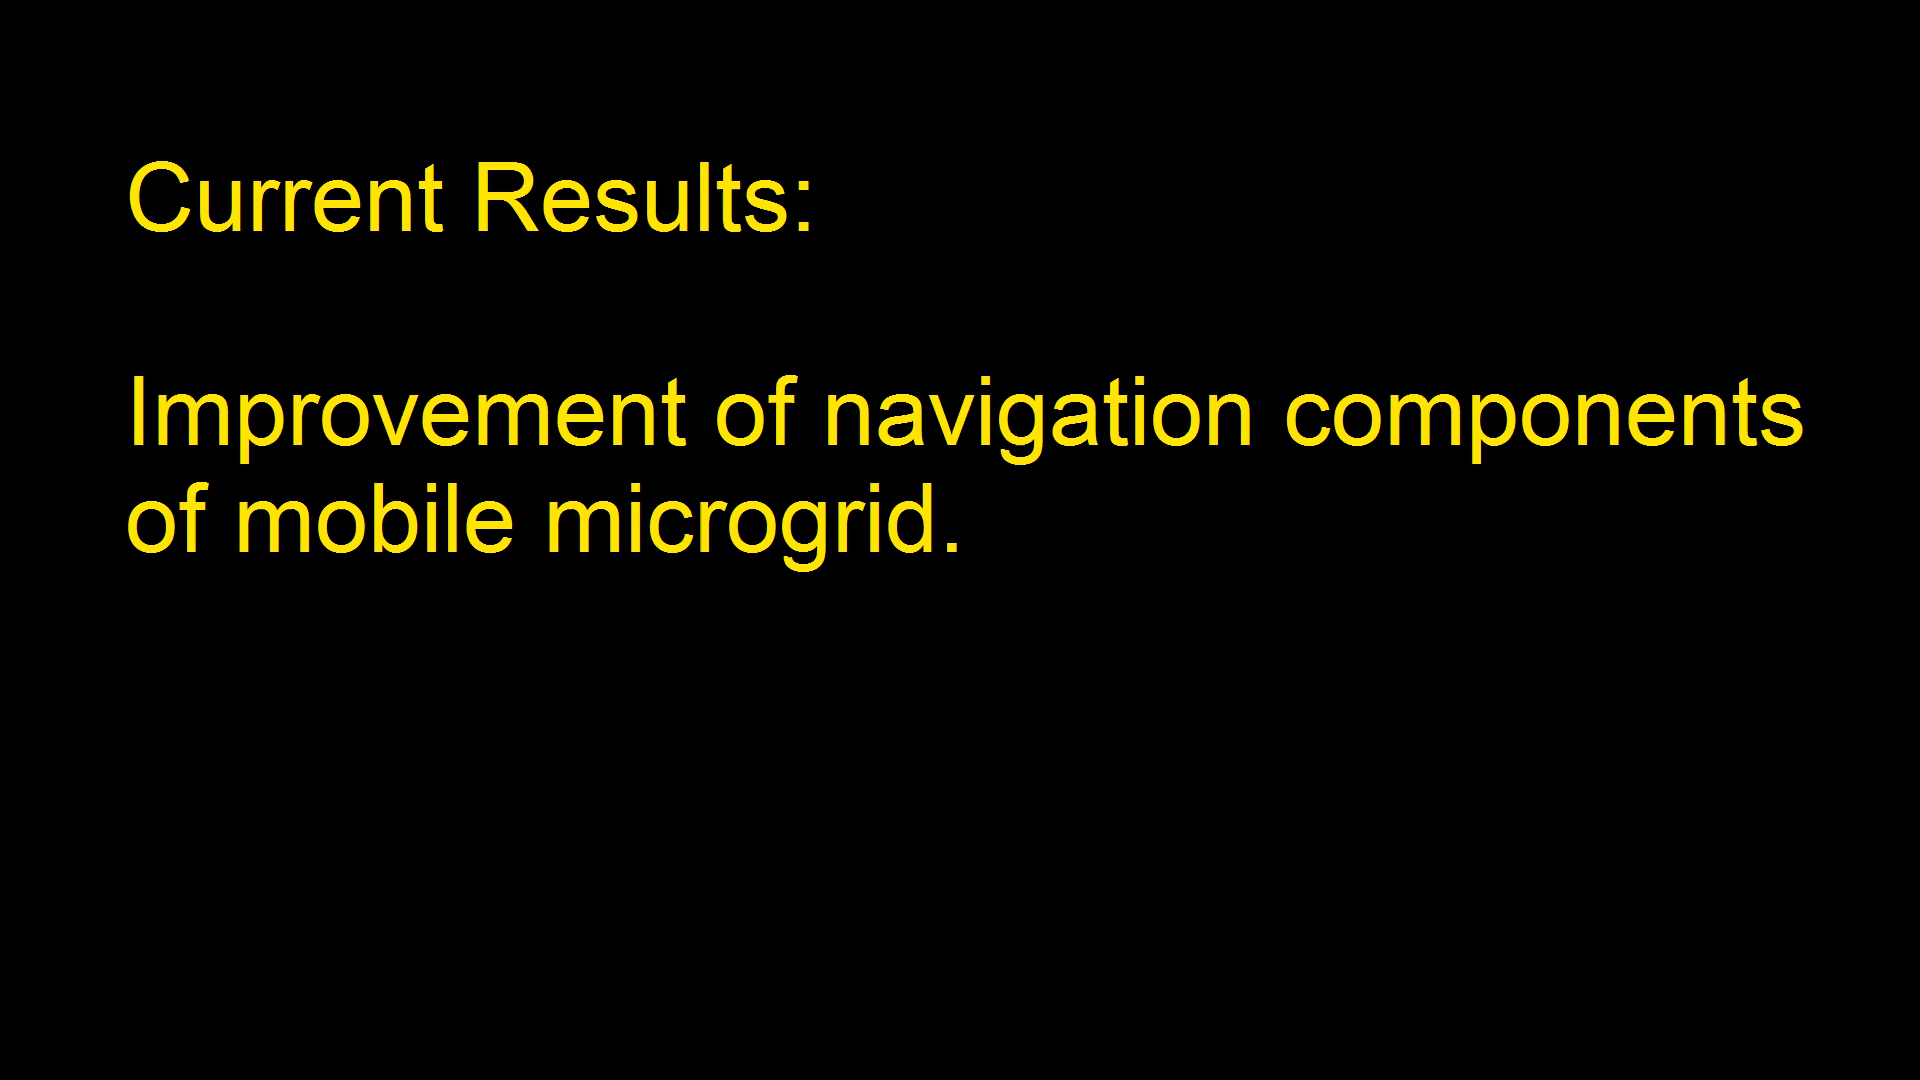 Current Results:
Improvement of navigation components
of mobile microgrid.